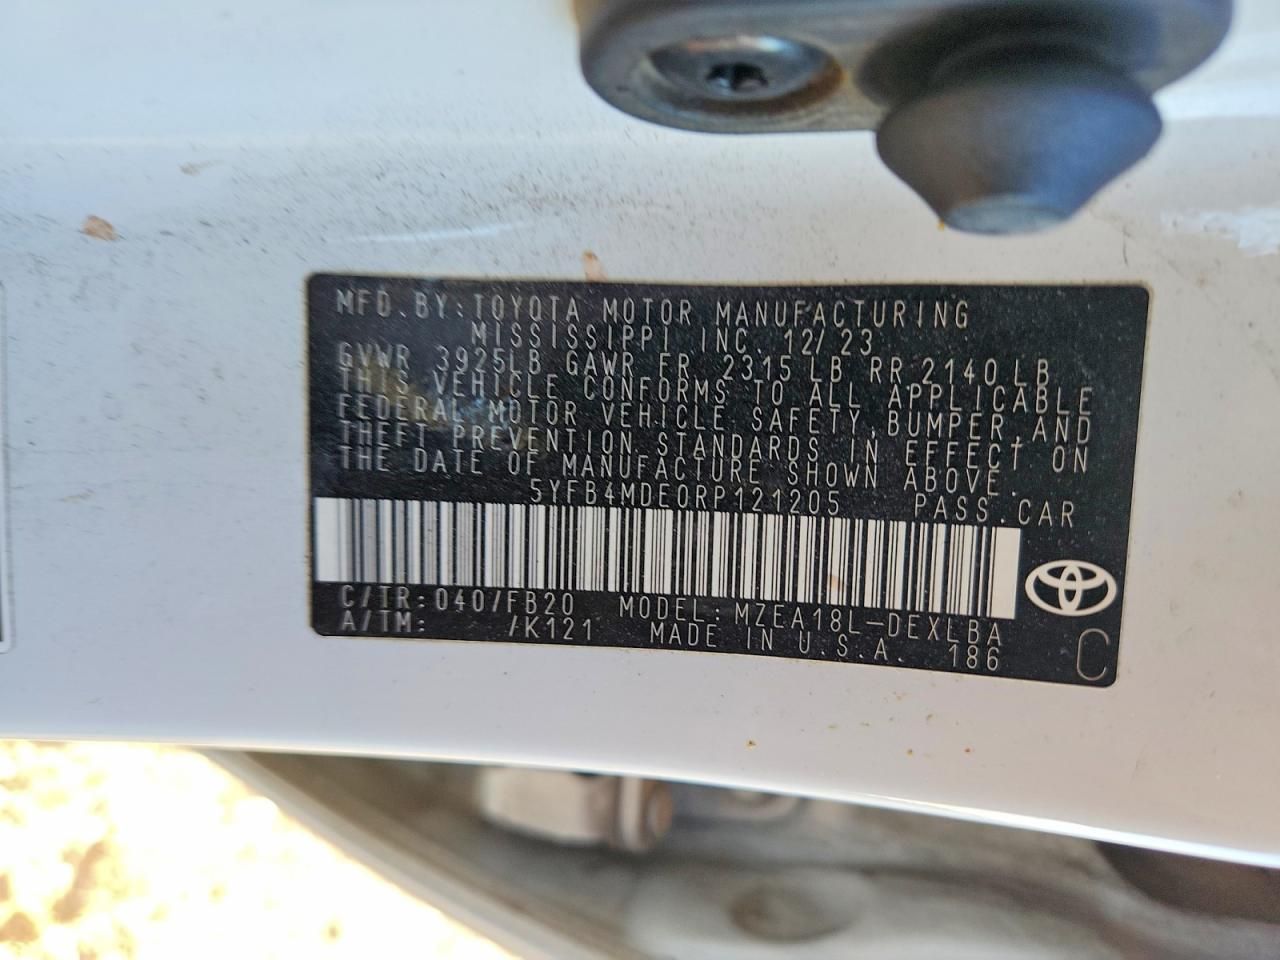 MFD. BY: TOYOTA MOTOR MANUFACTURING
MISSISSIPPI INC. 12/23
GVWR 3925LB GAWR FR 2315 LB RR 2140 LB
THIS VEHICLE CONFORMS TO ALL APPLICABLE
FEDERAL MOTOR VEHICLE SAFETY, BUMPER AND
THEFT PREVENTION STANDARDS IN EFFECT ON
THE DATE OF MANUFACTURE SHOWN ABOVE.
5YFB4MDE0RP121205 PASS. CAR
C/TR: 040/FB20 MODEL: MZEA18L-DEXLBA
A/TM: /K121 MADE IN U.S.A. 186 C